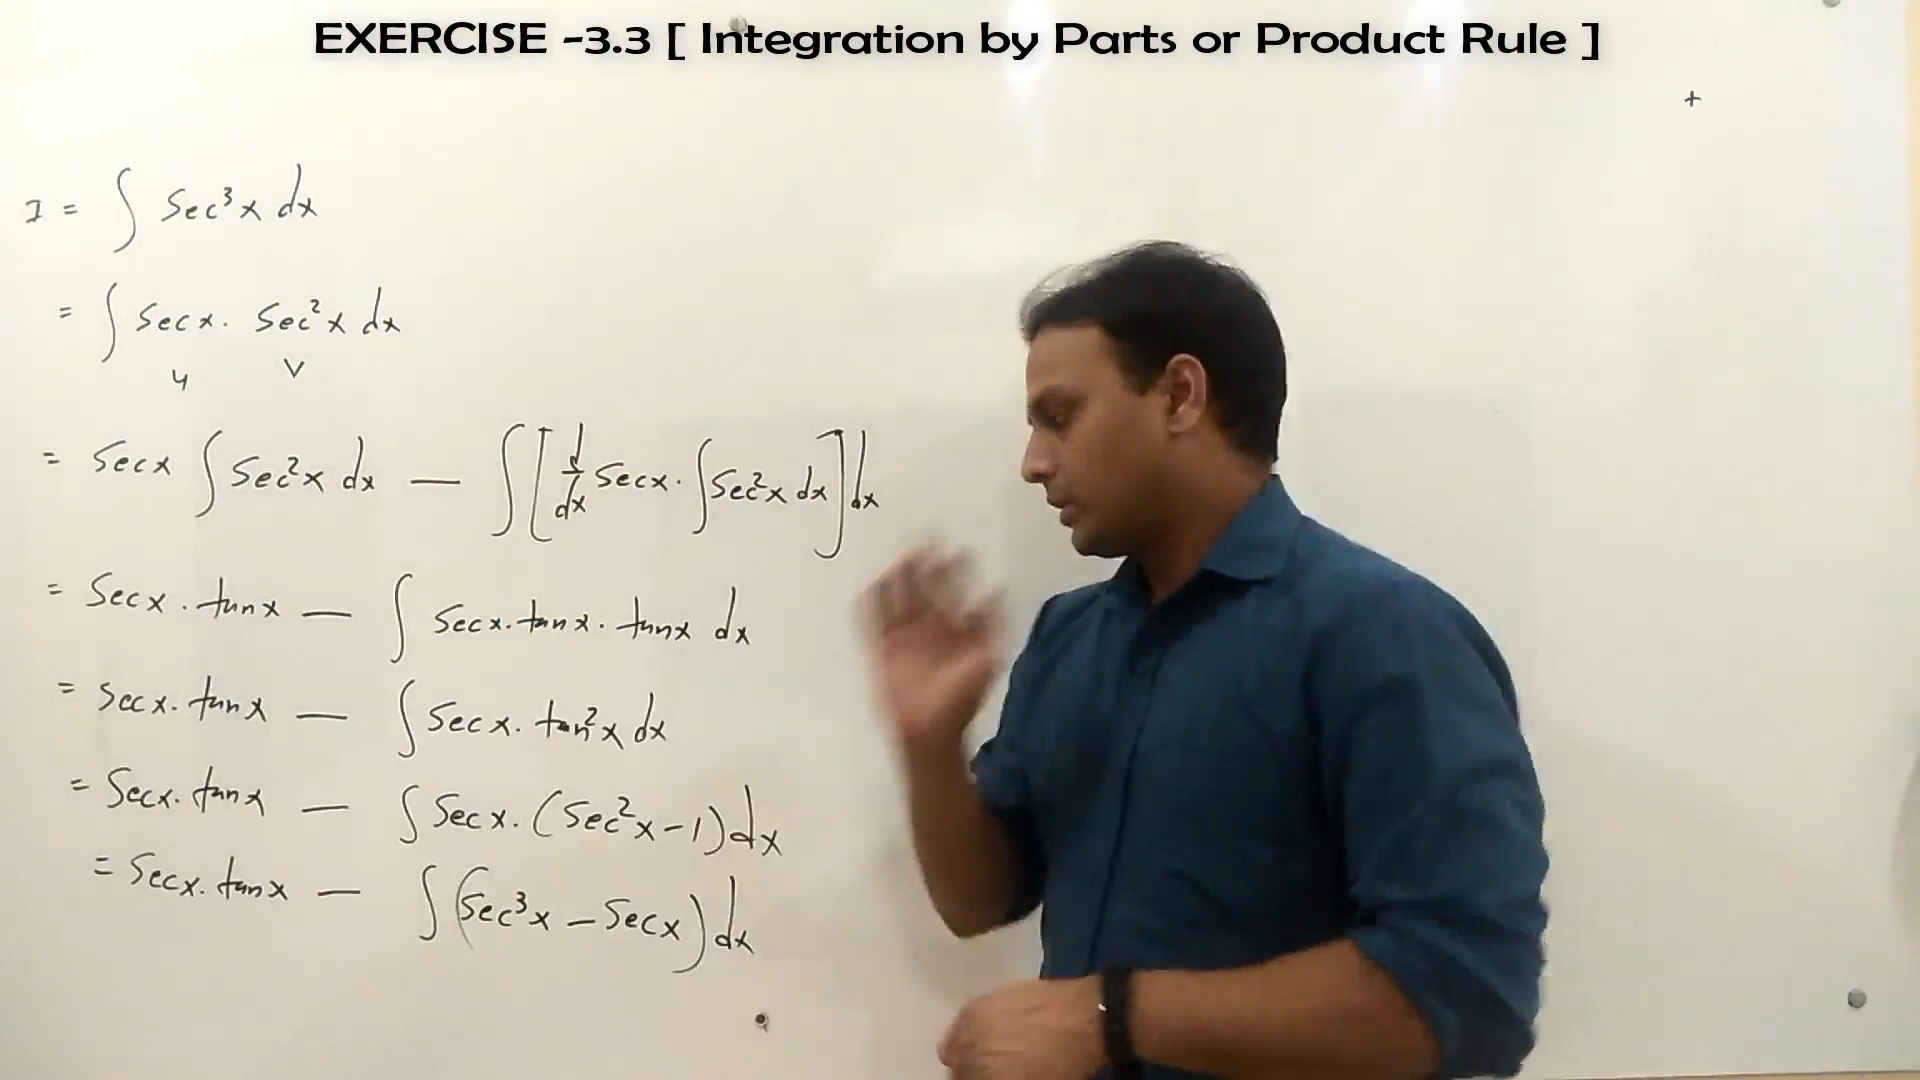 EXERCISE -3.3 [ Integration by Parts or Product Rule ]
+
I = ∫ Sec³x dx
= ∫ Secx. Sec²x dx
u v
= Secx ∫ Sec²x dx — ∫ [ d/dx Secx. ∫Sec²x dx ] dx
= Secx . tanx — ∫ Secx.tanx. tanx dx
= Secx. tanx — ∫ Secx. tan²x dx
= Secx. tanx — ∫ Secx. (Sec²x-1)dx
= Secx. tanx — ∫ (Sec³x - Secx) dx